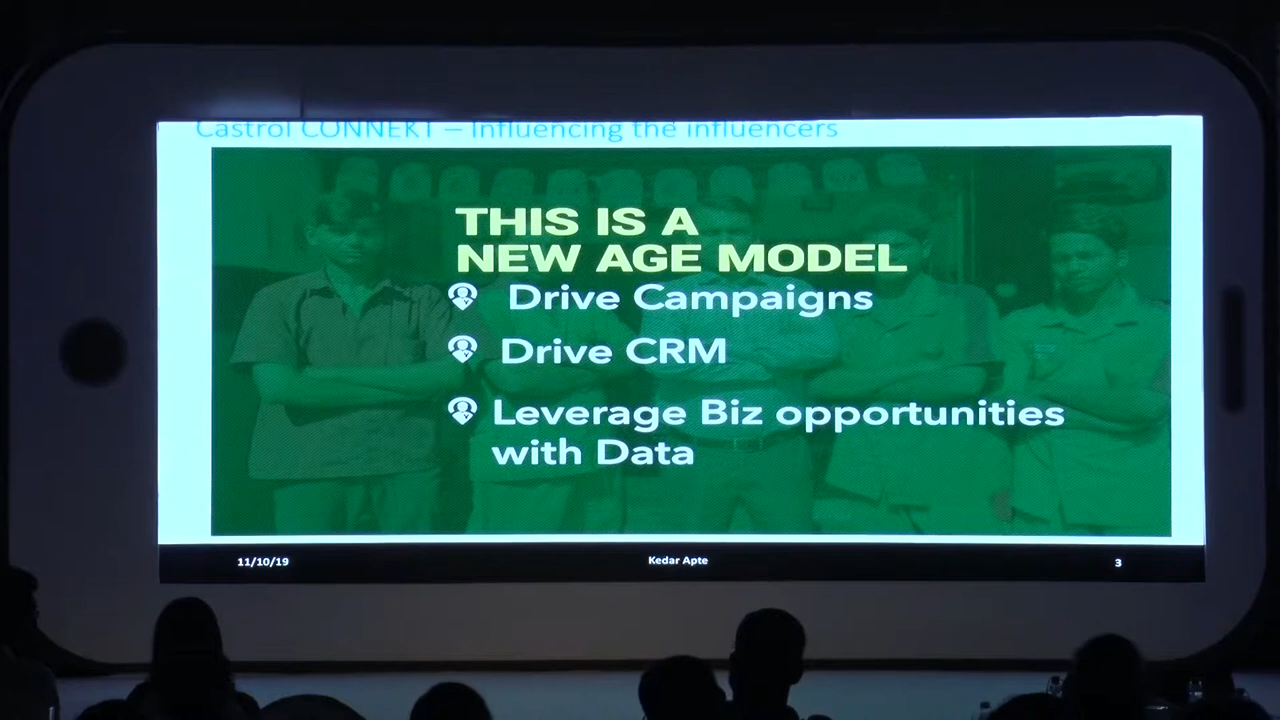 Castrol CONNEKT – Influencing the influencers
THIS IS A
NEW AGE MODEL
Drive Campaigns
Drive CRM
Leverage Biz opportunities
with Data
11/10/19
Kedar Apte
3